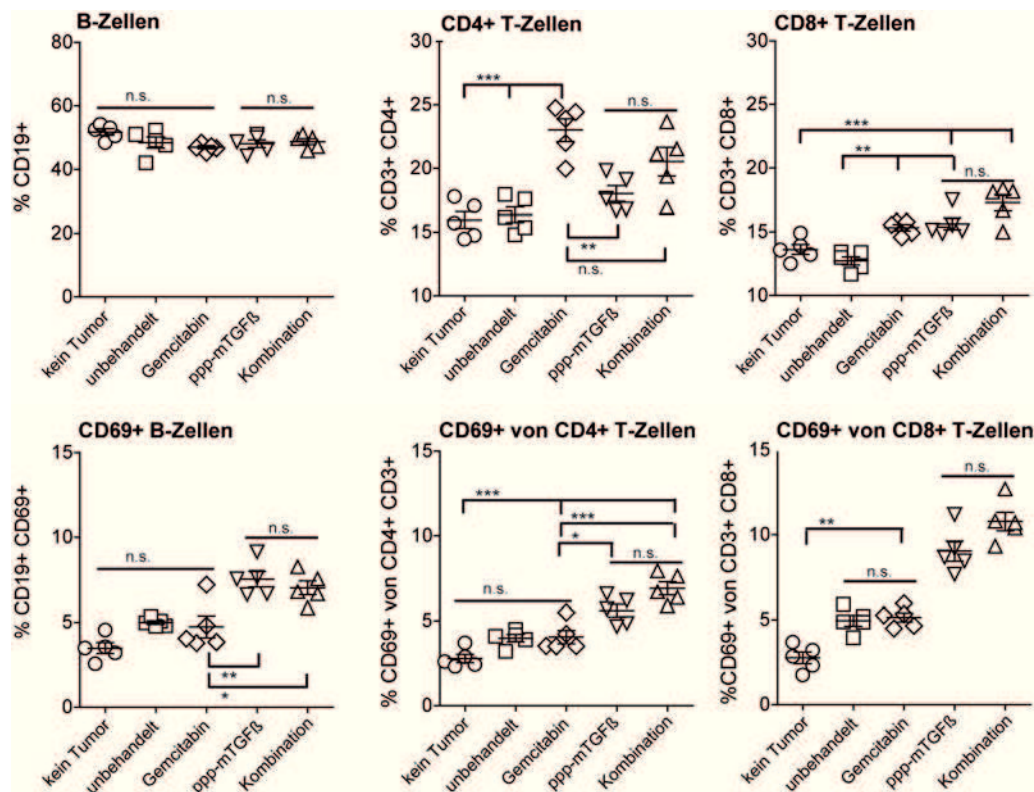 B-Zellen
% CD19+
80
60
40
20
0
n.s.
n.s.
kein Tumor
unbehandelt
Gemcitabin
ppp-mTGFß
Kombination
CD4+ T-Zellen
% CD3+ CD4+
30
25
20
15
10
***
n.s.
**
n.s.
kein Tumor
unbehandelt
Gemcitabin
ppp-mTGFß
Kombination
CD8+ T-Zellen
% CD3+ CD8+
30
25
20
15
10
***
**
n.s.
kein Tumor
unbehandelt
Gemcitabin
ppp-mTGFß
Kombination
CD69+ B-Zellen
% CD19+ CD69+
15
10
5
0
n.s.
n.s.
**
*
kein Tumor
unbehandelt
Gemcitabin
ppp-mTGFß
Kombination
CD69+ von CD4+ T-Zellen
% CD69+ von CD4+ CD3+
15
10
5
0
***
***
*
n.s.
n.s.
kein Tumor
unbehandelt
Gemcitabin
ppp-mTGFß
Kombination
CD69+ von CD8+ T-Zellen
%CD69+ von CD3+ CD8+
15
10
5
0
n.s.
**
n.s.
kein Tumor
unbehandelt
Gemcitabin
ppp-mTGFß
Kombination